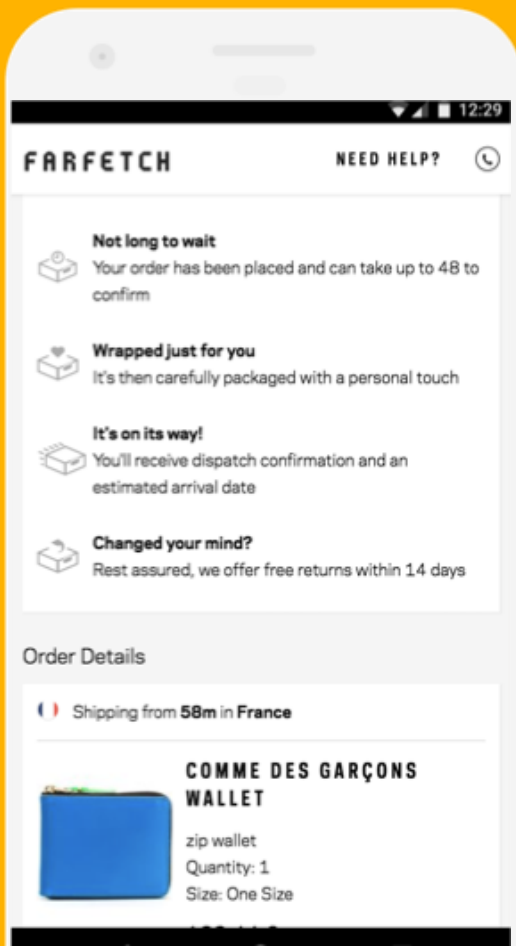 12:29
FARFETCH NEED HELP?
Not long to wait
Your order has been placed and can take up to 48 to
confirm
Wrapped just for you
It's then carefully packaged with a personal touch
It's on its way!
You'll receive dispatch confirmation and an
estimated arrival date
Changed your mind?
Rest assured, we offer free returns within 14 days
Order Details
Shipping from 58m in France
COMME DES GARÇONS
WALLET
zip wallet
Quantity: 1
Size: One Size